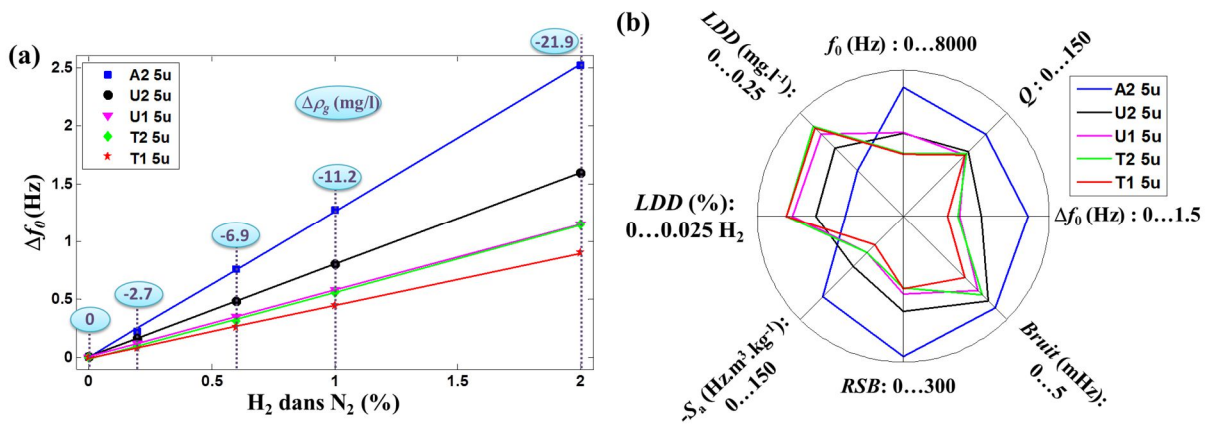 (a)
A2 5u
U2 5u
U1 5u
T2 5u
T1 5u
Δρg (mg/l)
0
-2.7
-6.9
-11.2
-21.9
Δf0 (Hz)
2.5
2
1.5
1
0.5
0
0
0.5
1
1.5
2
H2 dans N2 (%)
(b)
LDD (mg.l-1):
0…0.25
f0 (Hz) : 0…8000
Q: 0…150
A2 5u
U2 5u
U1 5u
T2 5u
T1 5u
LDD (%):
0…0.025 H2
Δf0 (Hz) : 0…1.5
-Sa (Hz.m3.kg-1):
0…150
RSB: 0…300
Bruit (mHz):
0…5